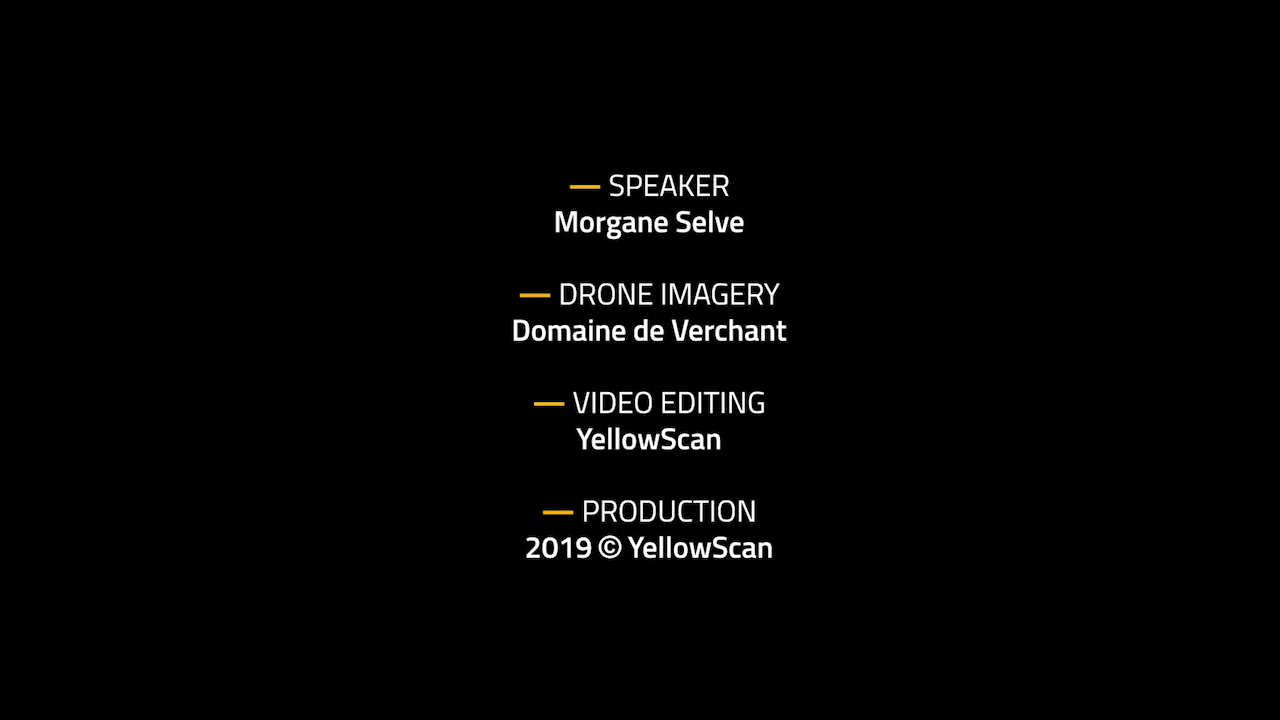 — SPEAKER
Morgane Selve
— DRONE IMAGERY
Domaine de Verchant
— VIDEO EDITING
YellowScan
— PRODUCTION
2019 © YellowScan